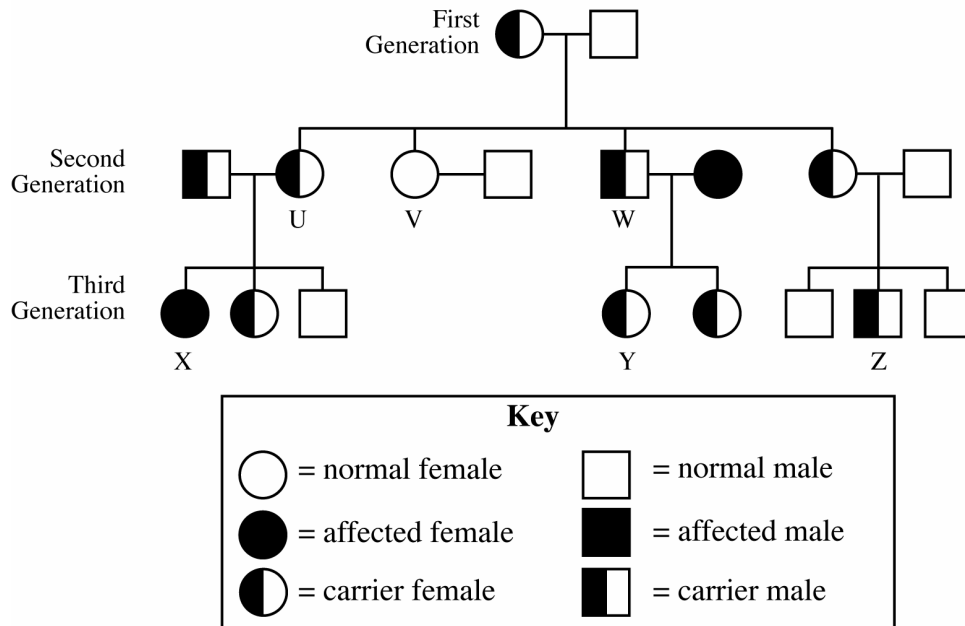 First
Generation
Second
Generation
U
V
W
Third
Generation
X
Y
Z
Key
= normal female
= normal male
= affected female
= affected male
= carrier female
= carrier male